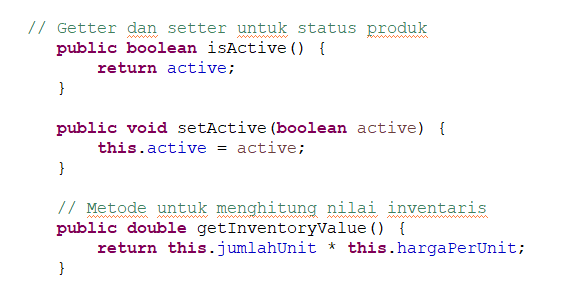 // Getter dan setter untuk status produk
public boolean isActive() {
return active;
}
public void setActive(boolean active) {
this.active = active;
}
// Metode untuk menghitung nilai inventaris
public double getInventoryValue() {
return this.jumlahUnit * this.hargaPerUnit;
}